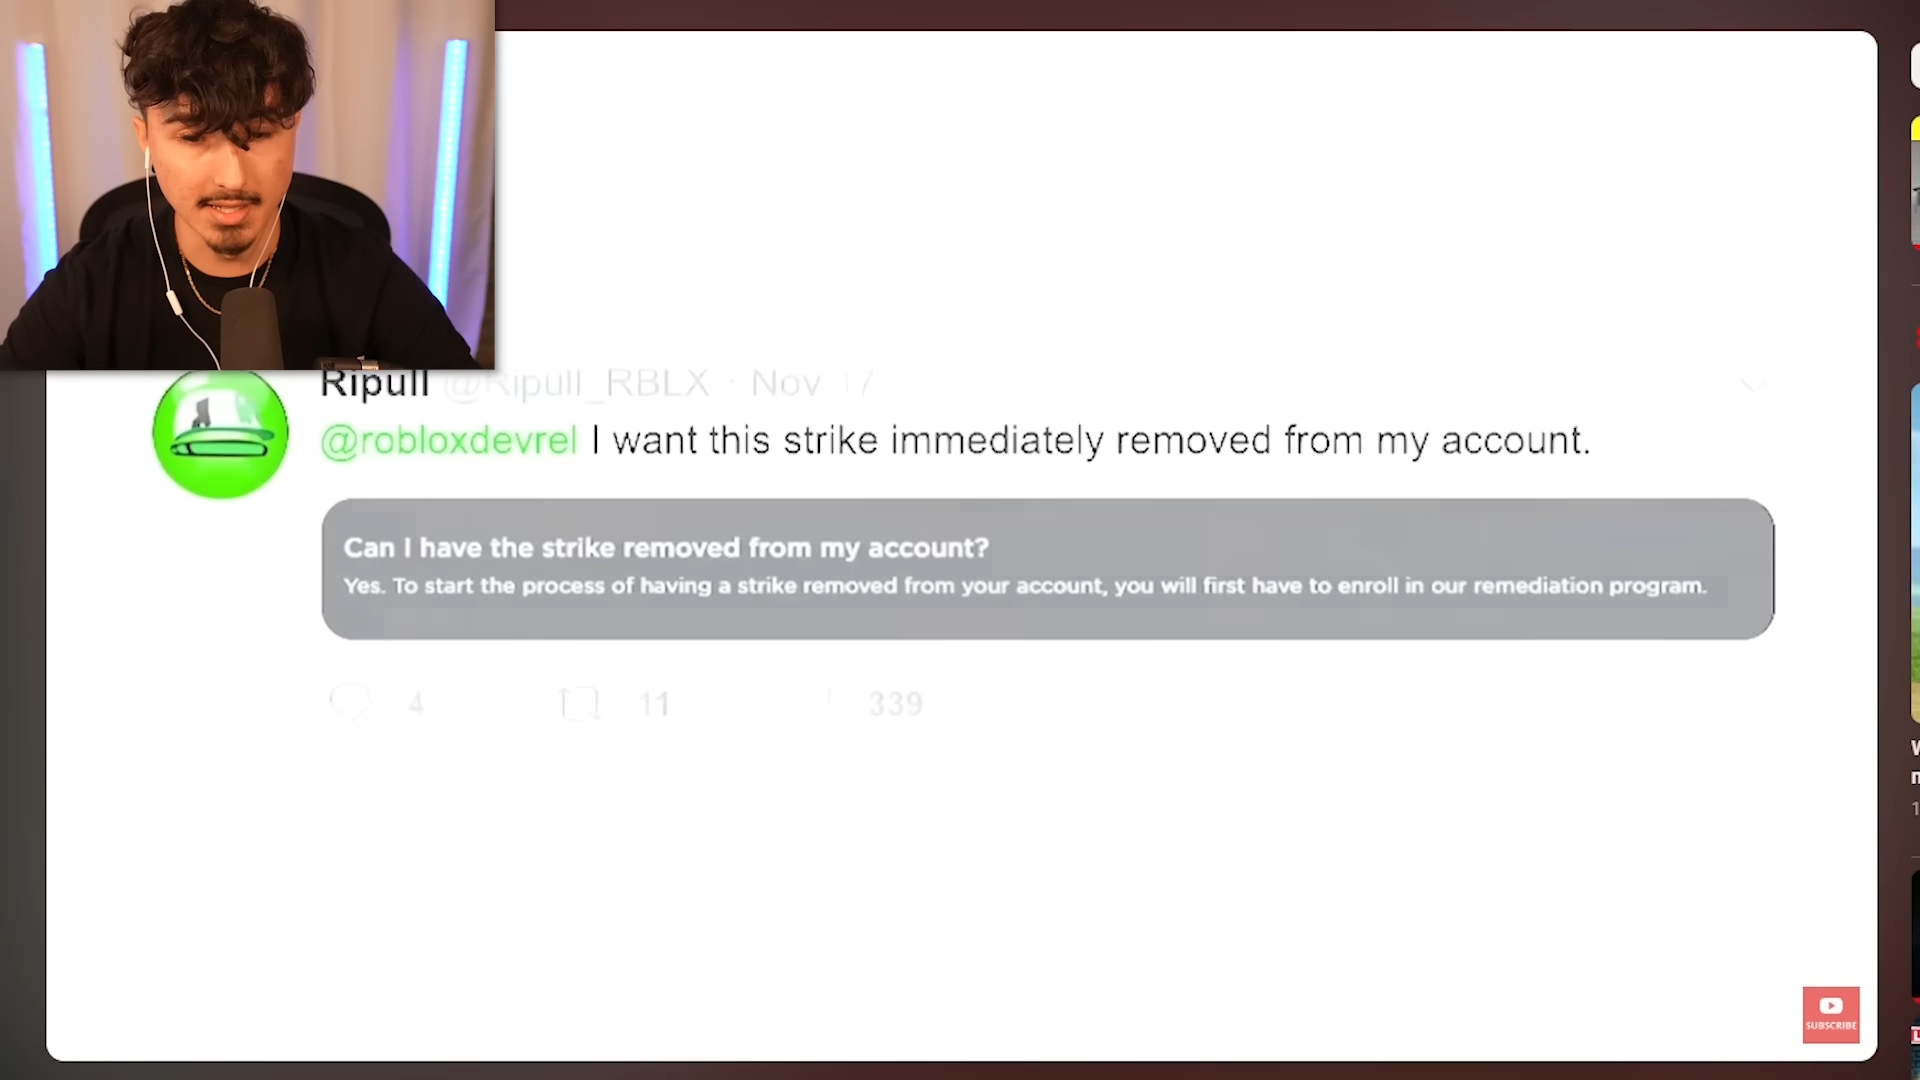 Ripull @Ripull_RBLX · Nov 17
@robloxdevrel I want this strike immediately removed from my account.
Can I have the strike removed from my account?
Yes. To start the process of having a strike removed from your account, you will first have to enroll in our remediation program.
4 11 339
SUBSCRIBE